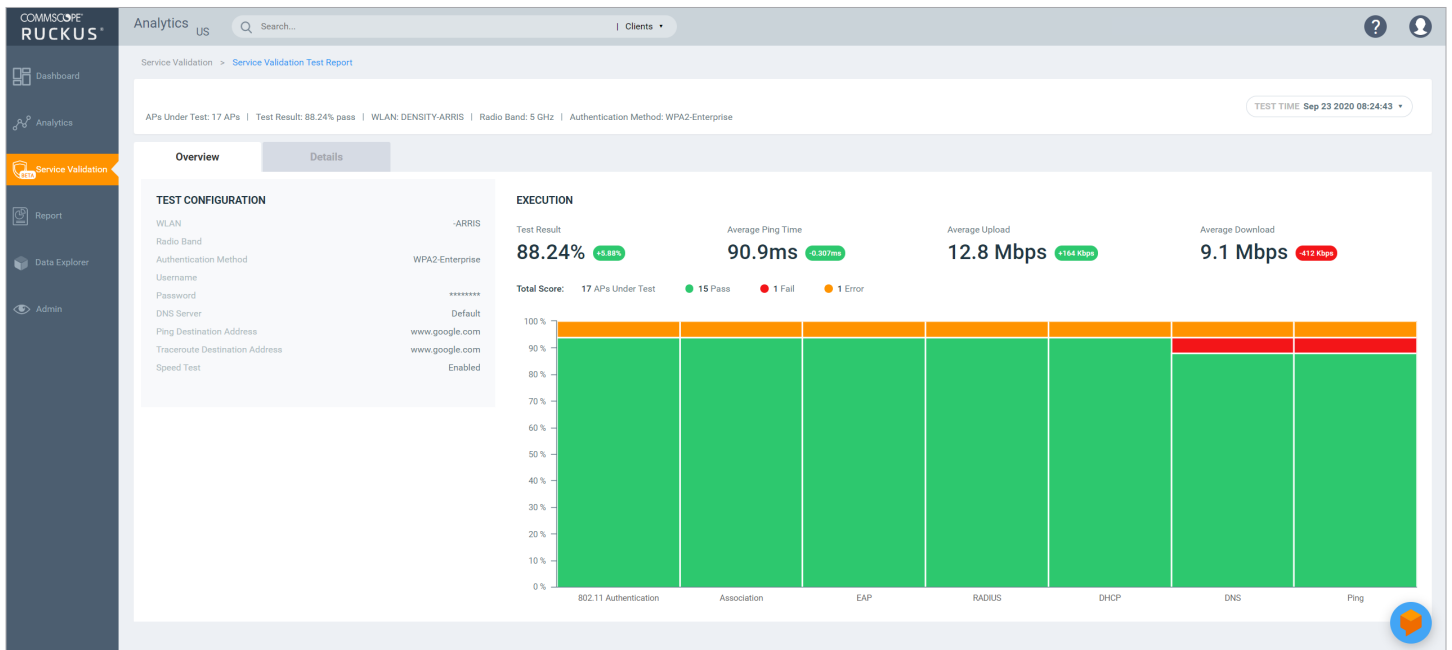 COMMSCOPE®
RUCKUS®
Analytics US
Search...
| Clients
?
Dashboard
Analytics
BETA
Service Validation
Report
Data Explorer
Admin
Service Validation > Service Validation Test Report
APs Under Test: 17 APs | Test Result: 88.24% pass | WLAN: DENSITY-ARRIS | Radio Band: 5 GHz | Authentication Method: WPA2-Enterprise
TEST TIME Sep 23 2020 08:24:43
Overview
Details
TEST CONFIGURATION
WLAN -ARRIS
Radio Band
Authentication Method WPA2-Enterprise
Username
Password ********
DNS Server Default
Ping Destination Address www.google.com
Traceroute Destination Address www.google.com
Speed Test Enabled
EXECUTION
Test Result
88.24% +5.88%
Average Ping Time
90.9ms -0.307ms
Average Upload
12.8 Mbps +164 Kbps
Average Download
9.1 Mbps -412 Kbps
Total Score: 17 APs Under Test 15 Pass 1 Fail 1 Error
100 %
90 %
80 %
70 %
60 %
50 %
40 %
30 %
20 %
10 %
0 %
802.11 Authentication Association EAP RADIUS DHCP DNS Ping